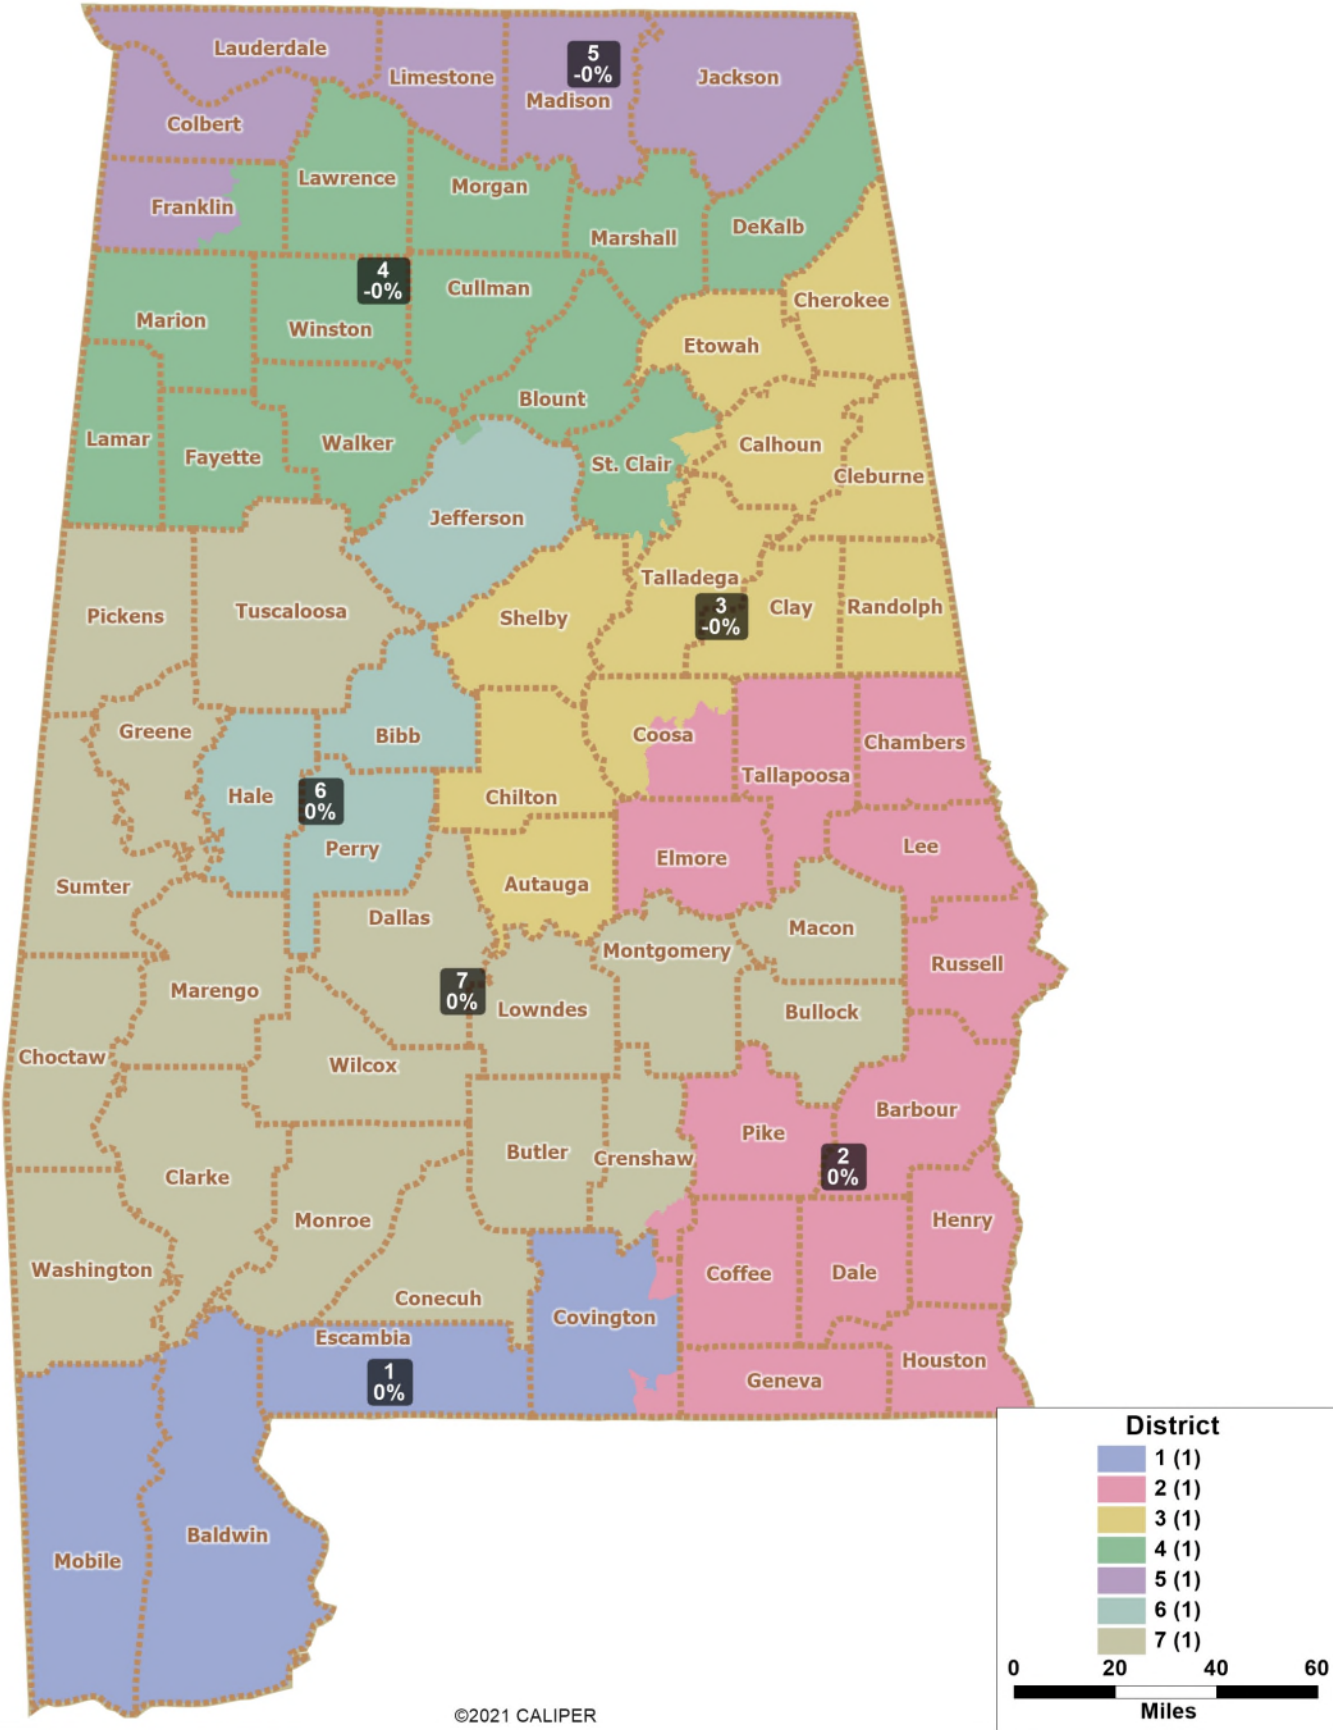 Lauderdale
Limestone
5
-0%
Madison
Jackson
Colbert
Lawrence
Morgan
Franklin
Marshall
DeKalb
4
-0%
Cullman
Cherokee
Marion
Winston
Etowah
Blount
Lamar
Fayette
Walker
St. Clair
Calhoun
Cleburne
Jefferson
Talladega
Pickens
Tuscaloosa
Shelby
3
-0%
Clay
Randolph
Greene
Bibb
Coosa
Chambers
Tallapoosa
Hale
6
0%
Chilton
Perry
Elmore
Lee
Sumter
Autauga
Dallas
Macon
Montgomery
Russell
Marengo
7
0%
Lowndes
Bullock
Choctaw
Wilcox
Barbour
Pike
Butler
Crenshaw
2
0%
Clarke
Monroe
Henry
Washington
Coffee
Dale
Conecuh
Covington
Escambia
Houston
1
0%
Geneva
Baldwin
Mobile
District
1 (1)
2 (1)
3 (1)
4 (1)
5 (1)
6 (1)
7 (1)
0 20 40 60
Miles
©2021 CALIPER